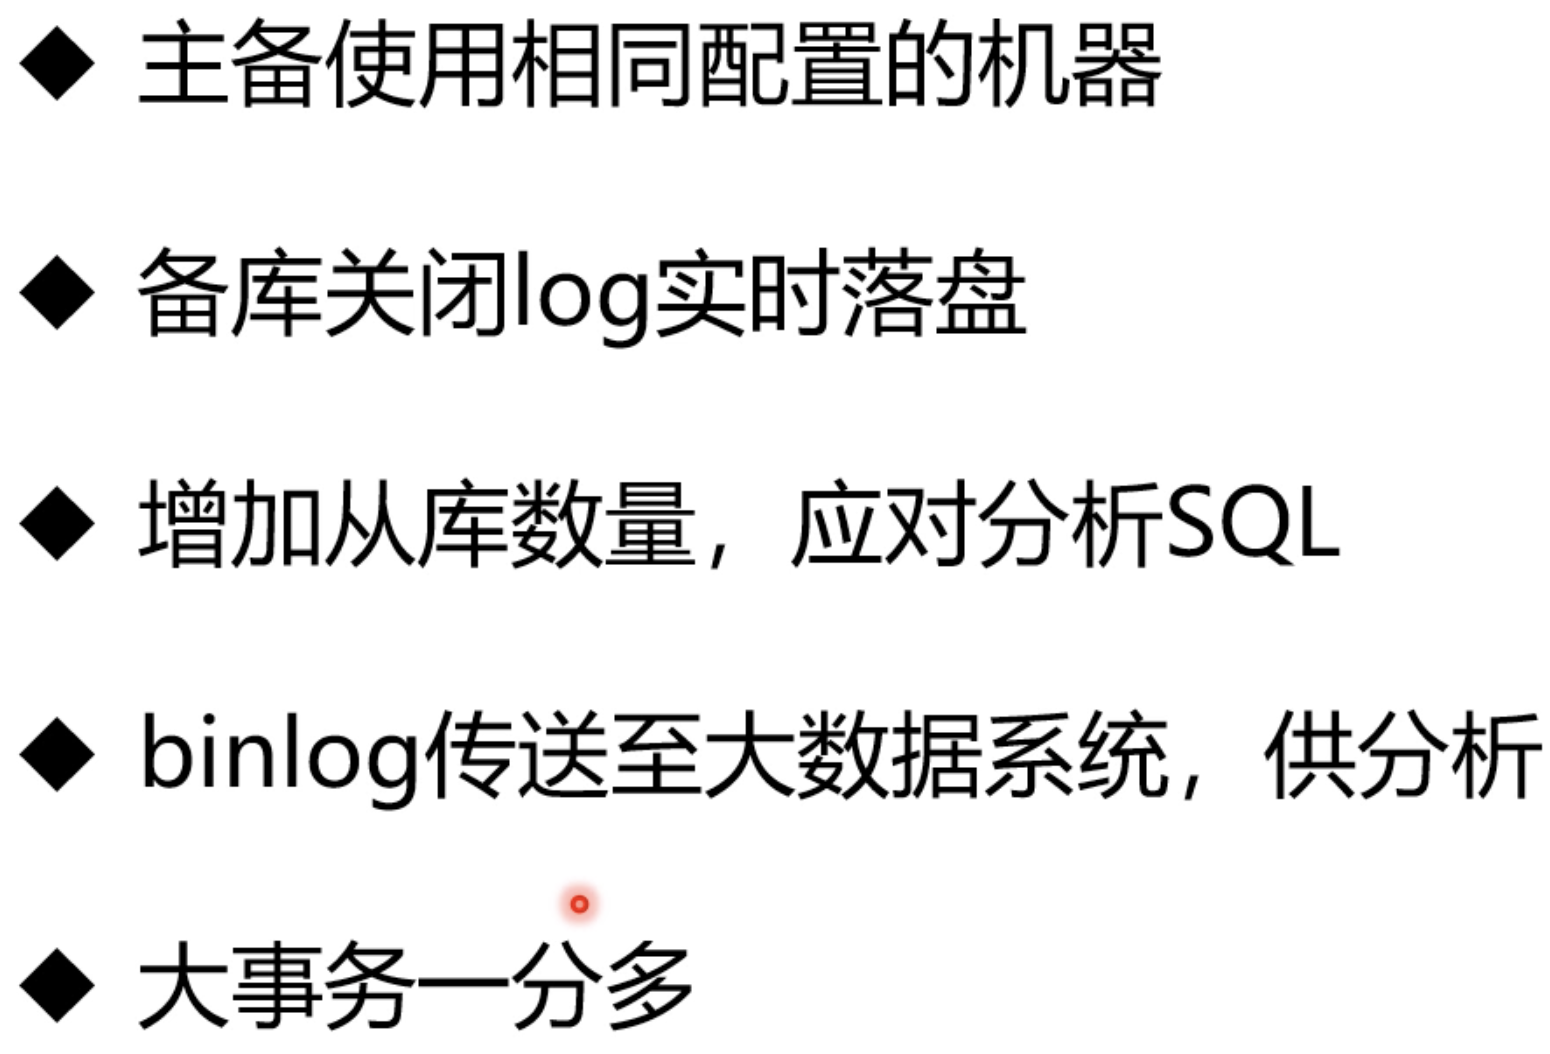 ◆ 主备使用相同配置的机器
◆ 备库关闭log实时落盘
◆ 增加从库数量，应对分析SQL
◆ binlog传送至大数据系统，供分析
◆ 大事务一分多